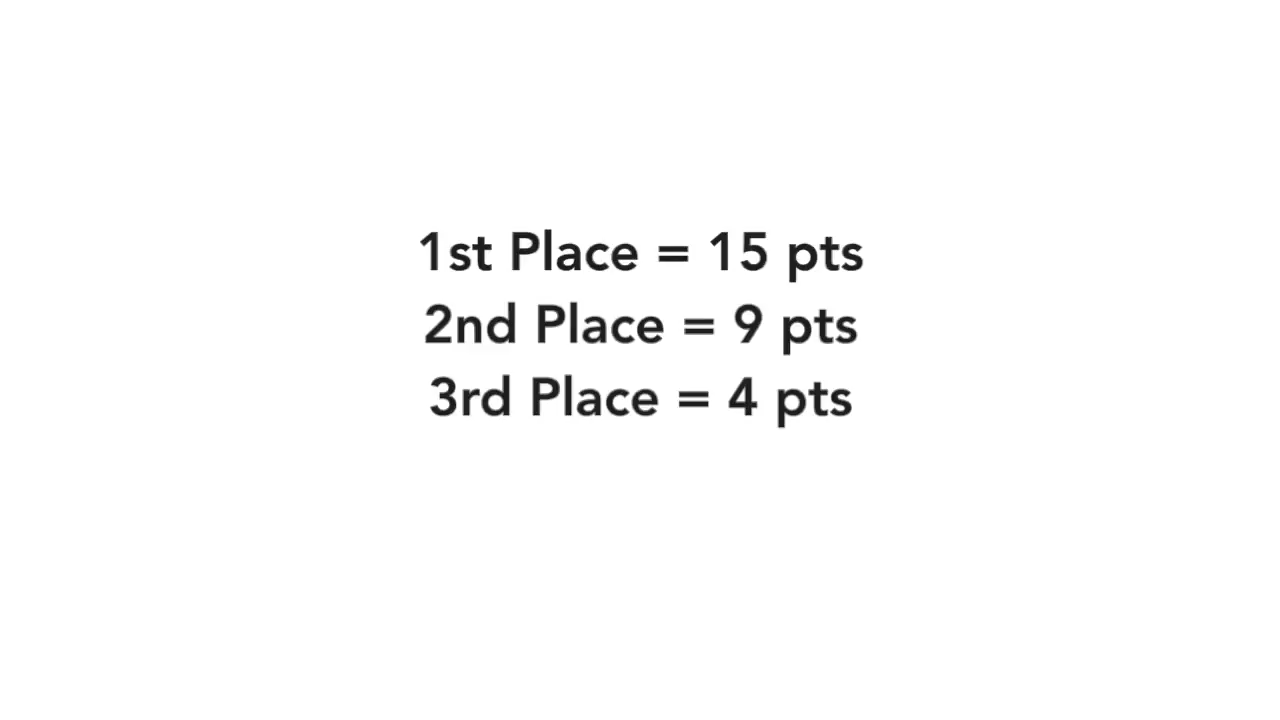 1st Place = 15 pts
2nd Place = 9 pts
3rd Place = 4 pts